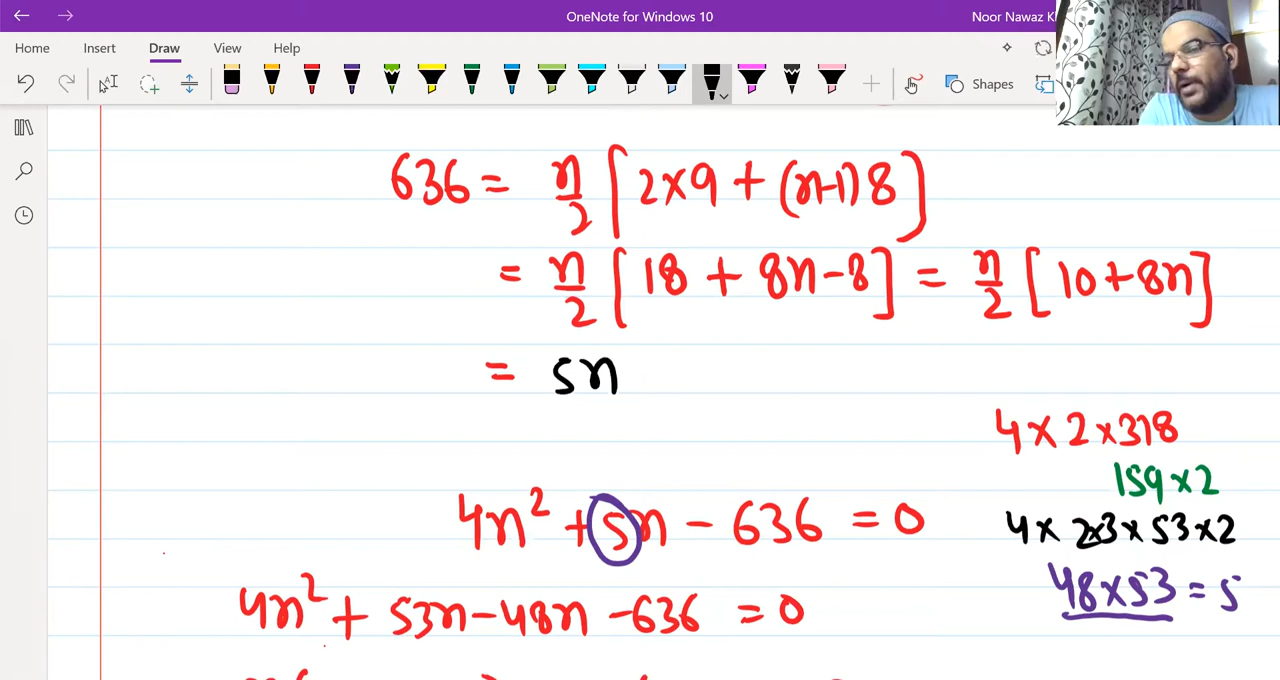 OneNote for Windows 10
Noor Nawaz
Home Insert Draw View Help
Shapes
636 = n/2 [2×9 + (n-1)8]
= n/2 [18 + 8n-8] = n/2 [10+8n]
= 5n
4×2×318
159×2
4n² + 5n - 636 = 0
4× 2×3×53×2
48×53 = 5
4n² + 53n-48n -636 = 0